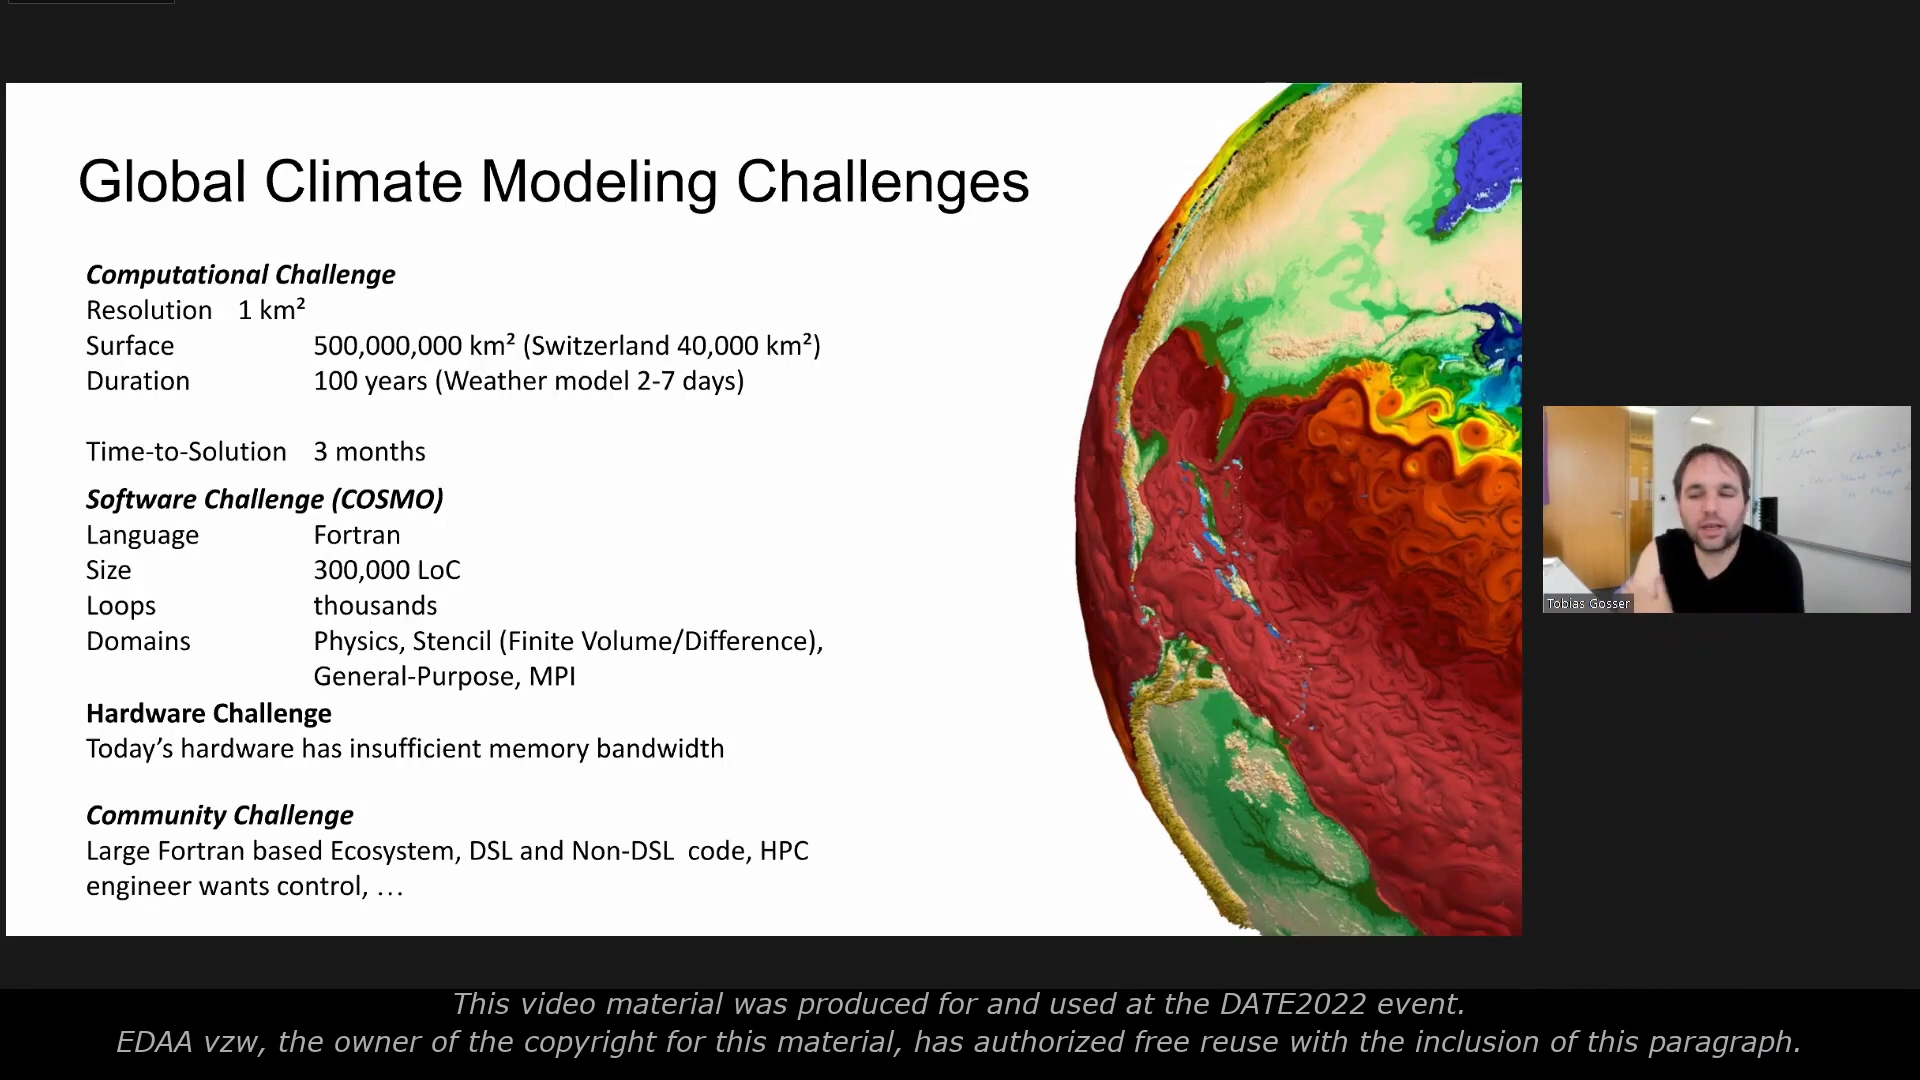 Global Climate Modeling Challenges
Computational Challenge
Resolution 1 km²
Surface 500,000,000 km² (Switzerland 40,000 km²)
Duration 100 years (Weather model 2-7 days)
Time-to-Solution 3 months
Software Challenge (COSMO)
Language Fortran
Size 300,000 LoC
Loops thousands
Domains Physics, Stencil (Finite Volume/Difference),
General-Purpose, MPI
Hardware Challenge
Today’s hardware has insufficient memory bandwidth
Community Challenge
Large Fortran based Ecosystem, DSL and Non-DSL code, HPC
engineer wants control, …
Tobias Gosser
This video material was produced for and used at the DATE2022 event.
EDAA vzw, the owner of the copyright for this material, has authorized free reuse with the inclusion of this paragraph.